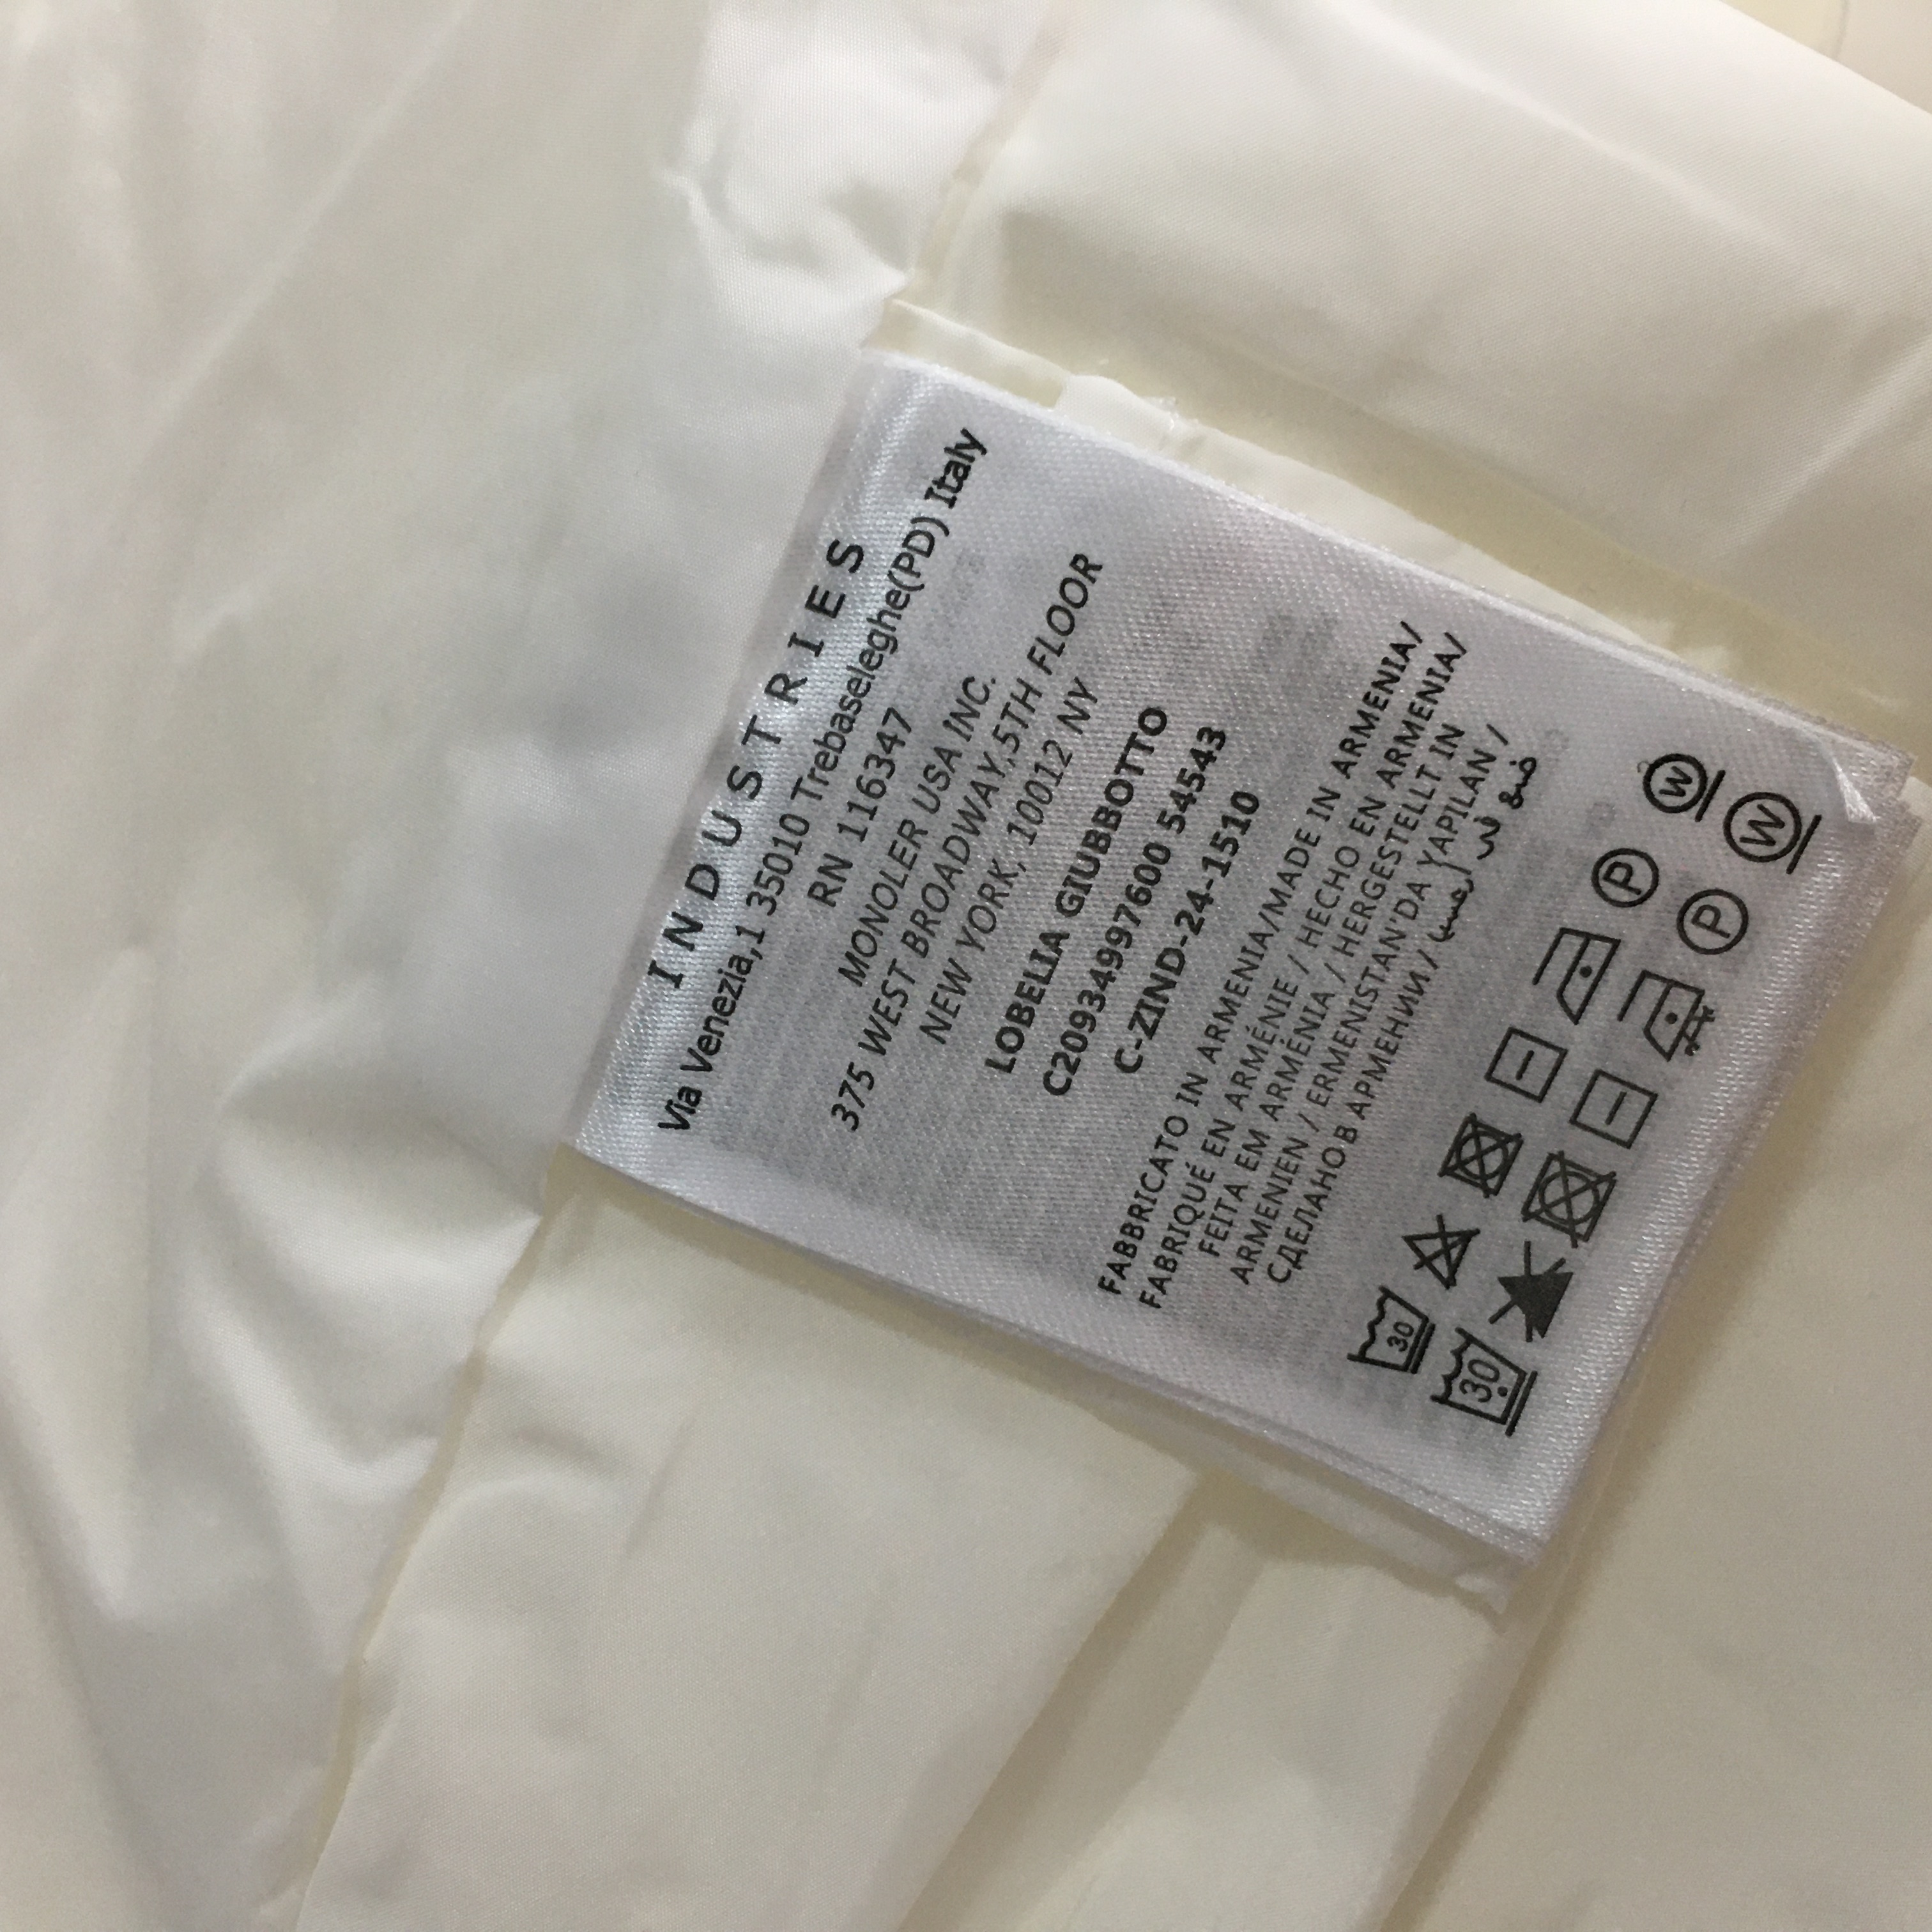 INDUSTRIES
Via Venezia,1 35010 Trebaseleghe(PD) Italy
RN 116347
MONOLER USA INC.
375 WEST BROADWAY,5TH FLOOR
NEW YORK, 10012 NY
LOBELIA GIUBBOTTO
C20934997600 54543
C-ZIND-24-1510
FABBRICATO IN ARMENIA/MADE IN ARMENIA/
FABRIQUÉ EN ARMÉNIE / HECHO EN ARMENIA/
FEITA EM ARMÉNIA / HERGESTELLT IN
ARMENIEN / ERMENISTAN'DA YAPILAN /
СДЕЛАНО В АРМЕНИИ /
30 P W
30 P W